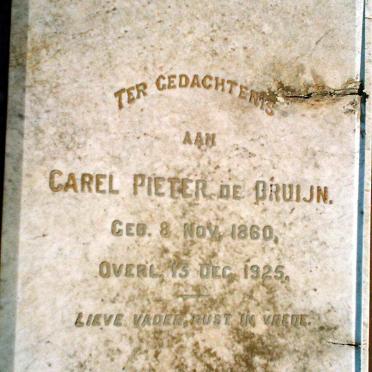 TER GEDACHTENIS
AAN
CAREL PIETER DE BRUIJN.
GEB. 8 NOV. 1860,
OVERL. 13 DEC. 1925.
LIEVE VADER, RUST IN VREDE.